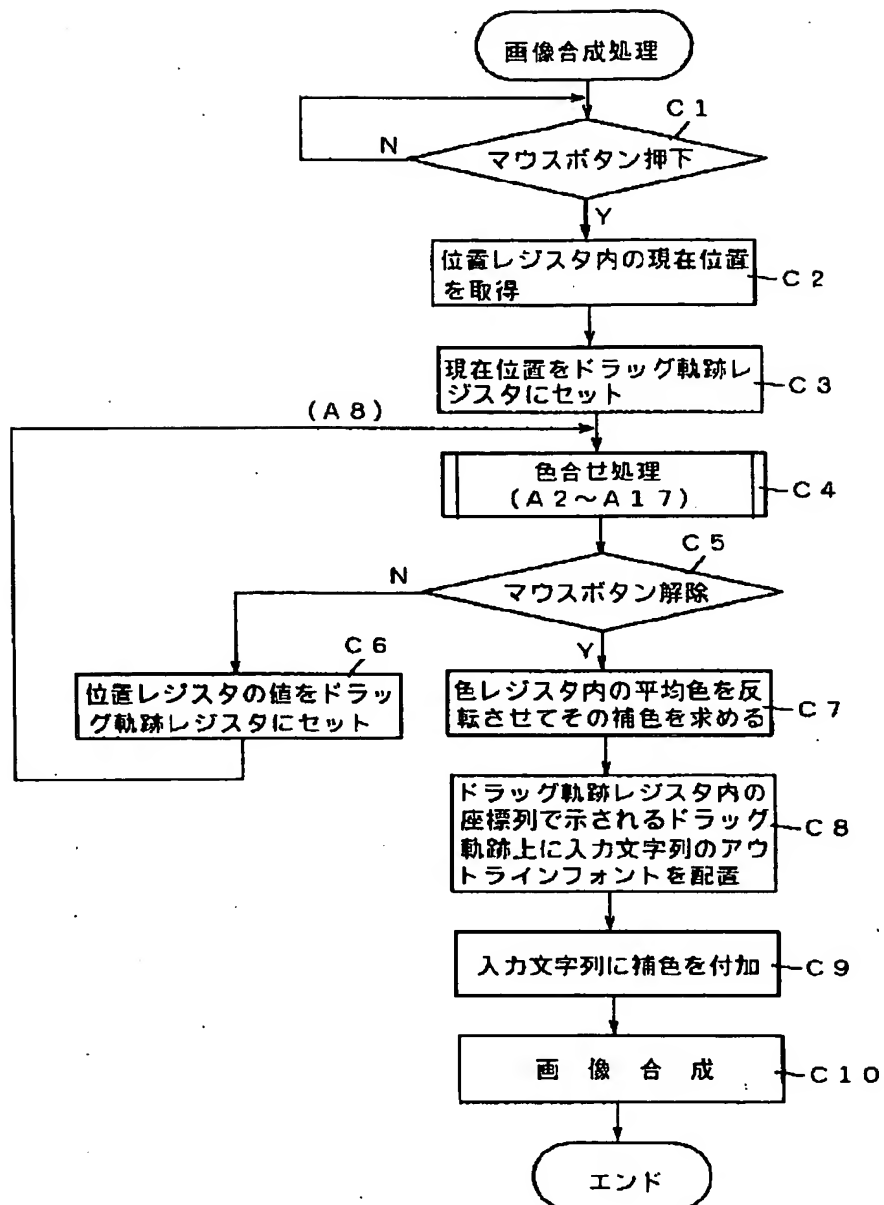 画像合成処理
C1
N
マウスボタン押下
Y
位置レジスタ内の現在位置
を取得
C2
現在位置をドラッグ軌跡レ
ジスタにセット
C3
(A8)
色合せ処理
(A2〜A17)
C4
C5
N
マウスボタン解除
Y
C6
位置レジスタの値をドラッ
グ軌跡レジスタにセット
色レジスタ内の平均色を反
転させてその補色を求める
C7
ドラッグ軌跡レジスタ内の
座標列で示されるドラッグ
軌跡上に入力文字列のアウ
トラインフォントを配置
C8
入力文字列に補色を付加
C9
画像合成
C10
エンド